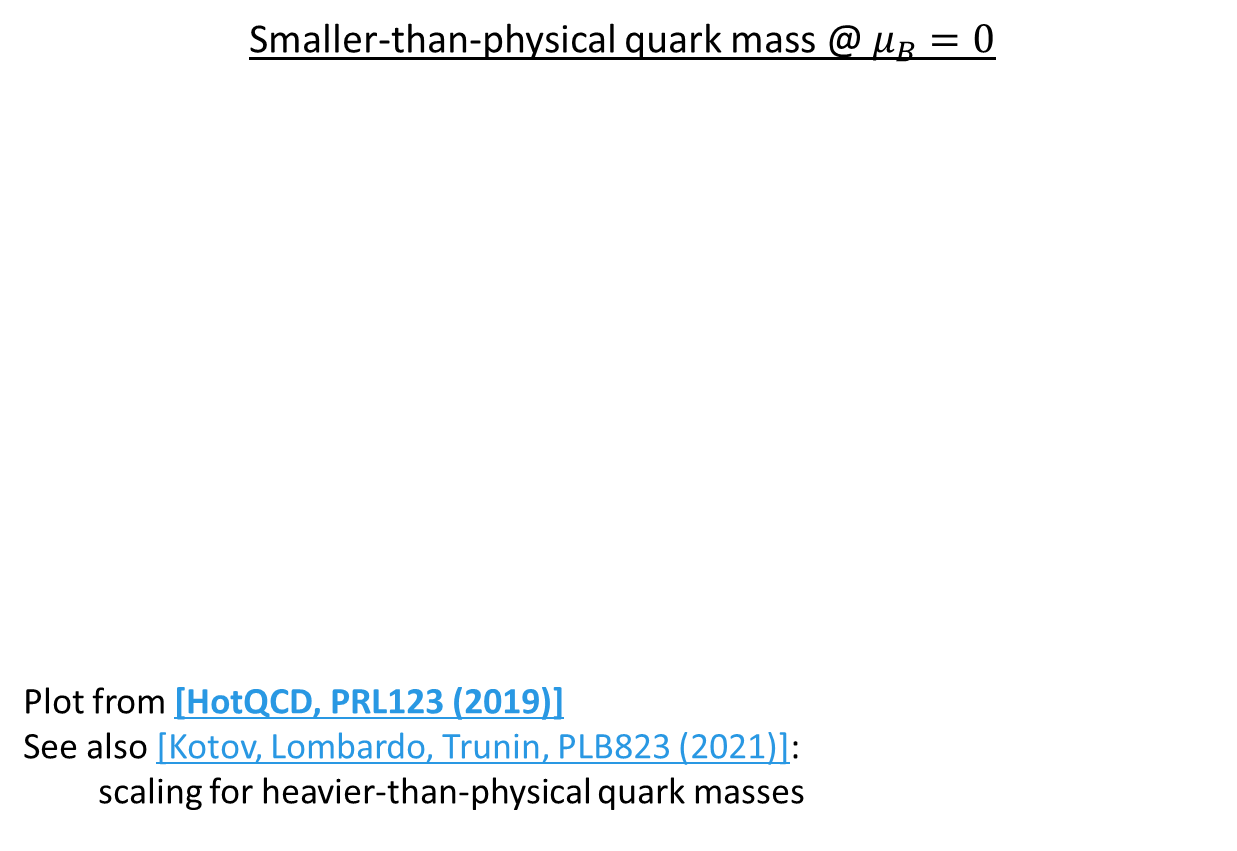 Smaller-than-physical quark mass @ $\mu_B = 0$
Plot from [HotQCD, PRL123 (2019)]
See also [Kotov, Lombardo, Trunin, PLB823 (2021)]:
scaling for heavier-than-physical quark masses